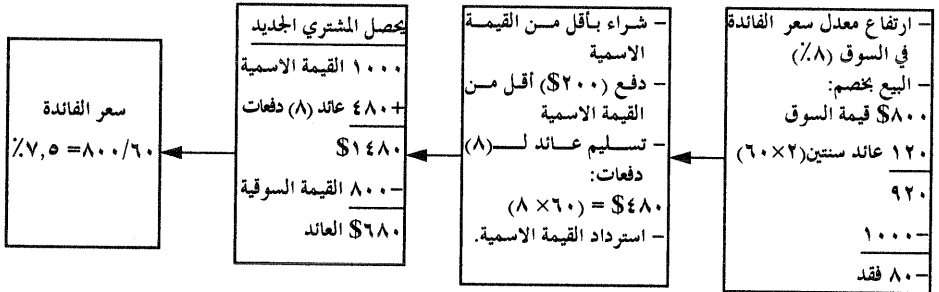 – ارتفاع معدل سعر الفائدة
في السوق (٨٪)
– البيع بخصم:
٨٠٠$ قيمة السوق
١٢٠ عائد سنتين(٢×٦٠)
٩٢٠
١٠٠٠–
٨٠– فقد
– شراء بأقل من القيمة
الاسمية
– دفع (٢٠٠$) أقل من
القيمة الاسمية
– تسليم عائد لـ(٨)
دفعات:
٤٨٠$ = (٦٠× ٨)
– استرداد القيمة الاسمية.
يحصل المشتري الجديد
١٠٠٠ القيمة الاسمية
+٤٨٠ عائد (٨) دفعات
١٤٨٠$
–٨٠٠ القيمة السوقية
٦٨٠$ العائد
سعر الفائدة
٨٠٠/٦٠= ٧,٥٪